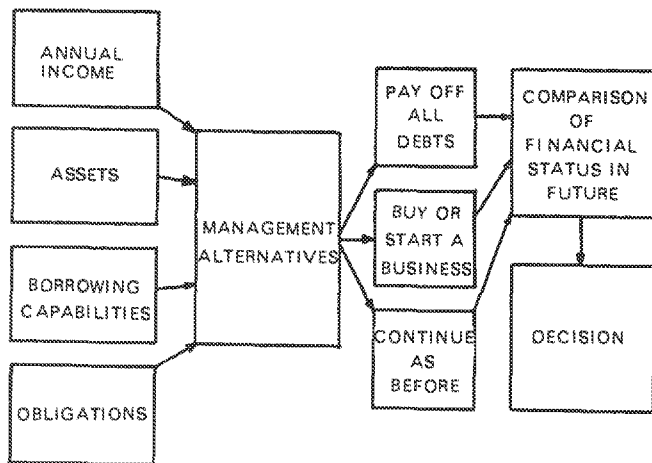 ANNUAL
INCOME
ASSETS
BORROWING
CAPABILITIES
OBLIGATIONS
MANAGEMENT
ALTERNATIVES
PAY OFF
ALL
DEBTS
BUY OR
START A
BUSINESS
CONTINUE
AS
BEFORE
COMPARISON
OF
FINANCIAL
STATUS IN
FUTURE
DECISION